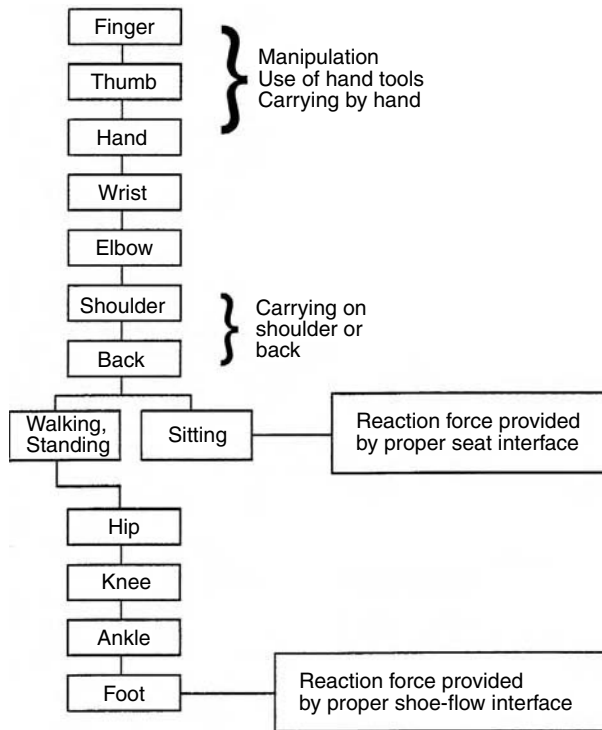 Finger
Manipulation
Use of hand tools
Carrying by hand
Thumb
Hand
Wrist
Elbow
Shoulder
Carrying on
shoulder or
back
Back
Walking,
Standing
Sitting
Reaction force provided
by proper seat interface
Hip
Knee
Ankle
Foot
Reaction force provided
by proper shoe-flow interface